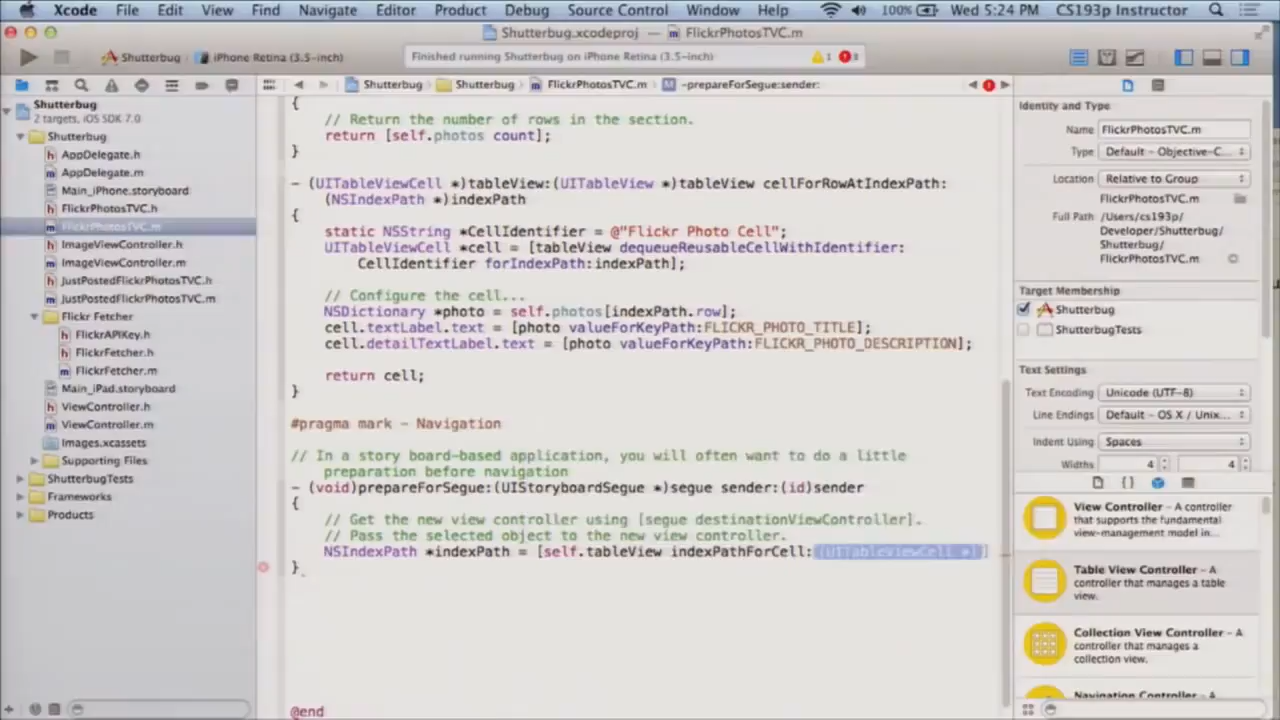 Xcode File Edit View Find Navigate Editor Product Debug Source Control Window Help 100% Wed 5:24 PM CS193p Instructor
Shutterbug.xcodeproj — FlickrPhotosTVC.m
Shutterbug iPhone Retina (3.5-inch) Finished running Shutterbug on iPhone Retina (3.5-inch) 1 3
Shutterbug Shutterbug FlickrPhotosTVC.m M -prepareForSegue:sender:
Shutterbug
2 targets, iOS SDK 7.0
Shutterbug
h AppDelegate.h
m AppDelegate.m
Main_iPhone.storyboard
h FlickrPhotosTVC.h
m FlickrPhotosTVC.m
h ImageViewController.h
m ImageViewController.m
h JustPostedFlickrPhotosTVC.h
m JustPostedFlickrPhotosTVC.m
Flickr Fetcher
h FlickrAPIKey.h
h FlickrFetcher.h
m FlickrFetcher.m
Main_iPad.storyboard
h ViewController.h
m ViewController.m
Images.xcassets
Supporting Files
ShutterbugTests
Frameworks
Products
{
// Return the number of rows in the section.
return [self.photos count];
}
- (UITableViewCell *)tableView:(UITableView *)tableView cellForRowAtIndexPath:
(NSIndexPath *)indexPath
{
static NSString *CellIdentifier = @"Flickr Photo Cell";
UITableViewCell *cell = [tableView dequeueReusableCellWithIdentifier:
CellIdentifier forIndexPath:indexPath];
// Configure the cell...
NSDictionary *photo = self.photos[indexPath.row];
cell.textLabel.text = [photo valueForKeyPath:FLICKR_PHOTO_TITLE];
cell.detailTextLabel.text = [photo valueForKeyPath:FLICKR_PHOTO_DESCRIPTION];
return cell;
}
#pragma mark - Navigation
// In a story board-based application, you will often want to do a little
preparation before navigation
- (void)prepareForSegue:(UIStoryboardSegue *)segue sender:(id)sender
{
// Get the new view controller using [segue destinationViewController].
// Pass the selected object to the new view controller.
NSIndexPath *indexPath = [self.tableView indexPathForCell:(UITableViewCell *)]
}
@end
Identity and Type
Name FlickrPhotosTVC.m
Type Default - Objective-C...
Location Relative to Group
FlickrPhotosTVC.m
Full Path /Users/cs193p/
Developer/Shutterbug/
Shutterbug/
FlickrPhotosTVC.m
Target Membership
Shutterbug
ShutterbugTests
Text Settings
Text Encoding Unicode (UTF-8)
Line Endings Default - OS X / Unix...
Indent Using Spaces
Widths 4 4
{ }
View Controller - A
controller that supports the fundamental
view-management model in...
Table View Controller - A
controller that manages a table
view.
Collection View Controller - A
controller that manages a
collection view.
Navigation Controller - A